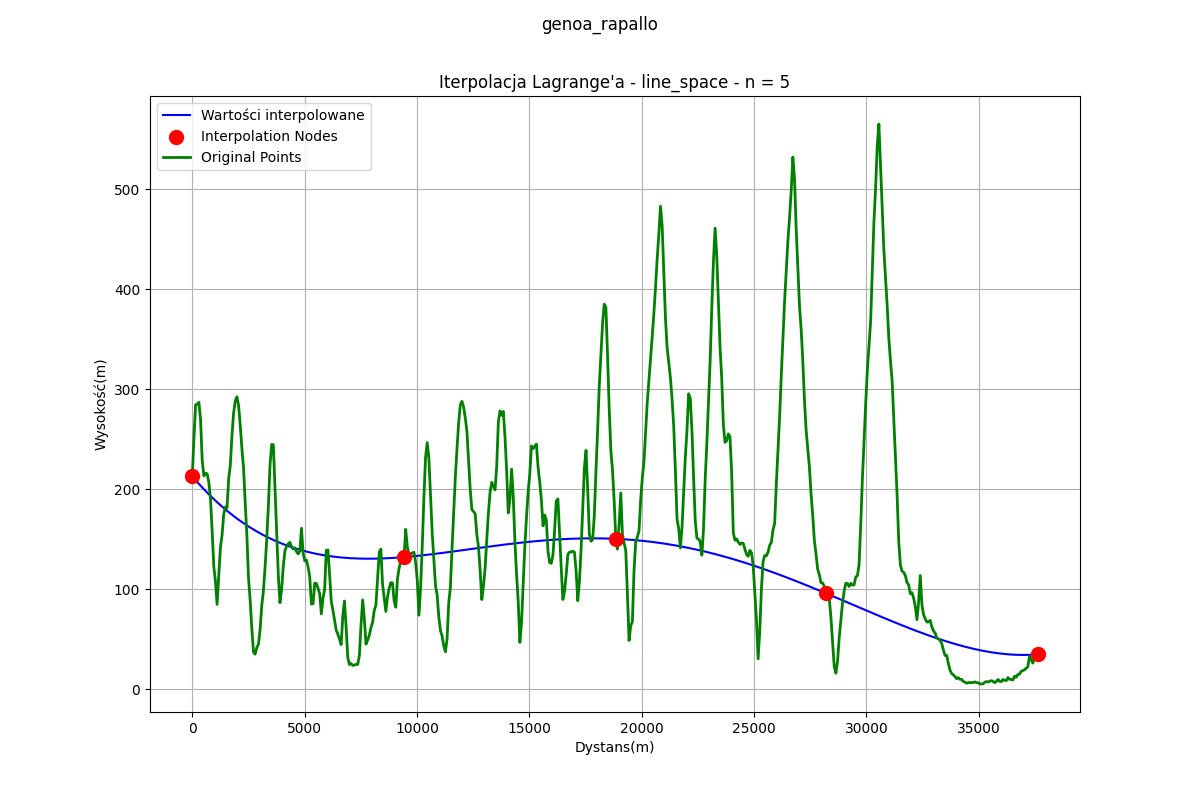 genoa_rapallo
Iterpolacja Lagrange'a - line_space - n = 5
Wartości interpolowane
Interpolation Nodes
Original Points
Wysokość(m)
500
400
300
200
100
0
0 5000 10000 15000 20000 25000 30000 35000
Dystans(m)